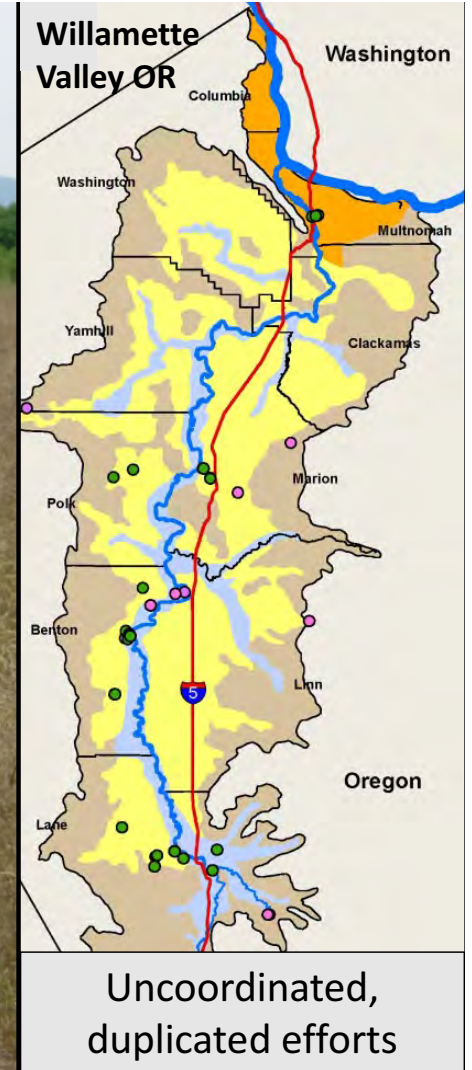 Willamette
Valley OR
Washington
Columbia
Washington
Multnomah
Yamhill
Clackamas
Marion
Polk
Benton
Linn
5
Oregon
Lane
Uncoordinated,
duplicated efforts